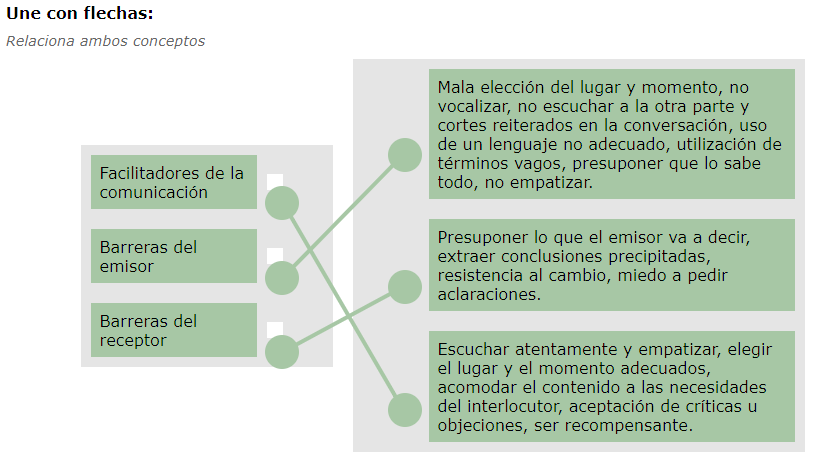 Une con flechas:
Relaciona ambos conceptos
Facilitadores de la
comunicación
Barreras del
emisor
Barreras del
receptor
Mala elección del lugar y momento, no
vocalizar, no escuchar a la otra parte y
cortes reiterados en la conversación, uso
de un lenguaje no adecuado, utilización de
términos vagos, presuponer que lo sabe
todo, no empatizar.
Presuponer lo que el emisor va a decir,
extraer conclusiones precipitadas,
resistencia al cambio, miedo a pedir
aclaraciones.
Escuchar atentamente y empatizar, elegir
el lugar y el momento adecuados,
acomodar el contenido a las necesidades
del interlocutor, aceptación de críticas u
objeciones, ser recompensante.